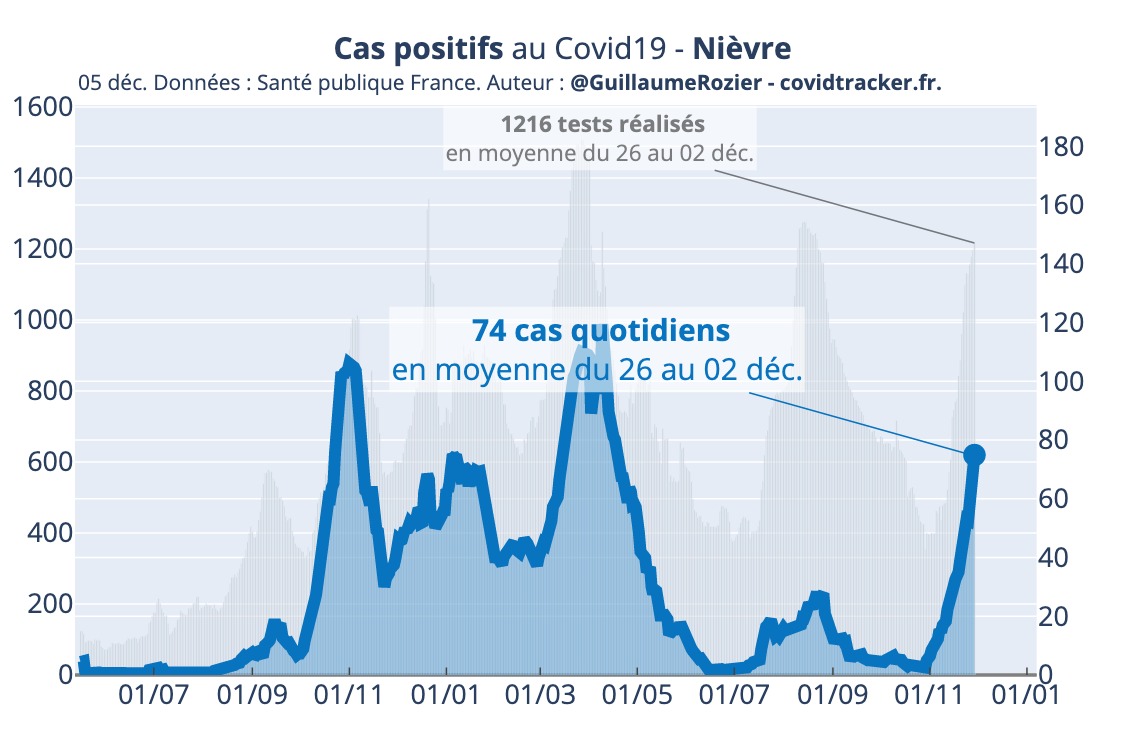 Cas positifs au Covid19 - Nièvre
05 déc. Données : Santé publique France. Auteur : @GuillaumeRozier - covidtracker.fr.
1600
1216 tests réalisés
180
en moyenne du 26 au 02 déc.
1400
160
1200
140
1000
120
74 cas quotidiens
en moyenne du 26 au 02 déc.
100
800
80
600
60
400
40
200
20
0
0
01/07 01/09 01/11 01/01 01/03 01/05 01/07 01/09 01/11 01/01